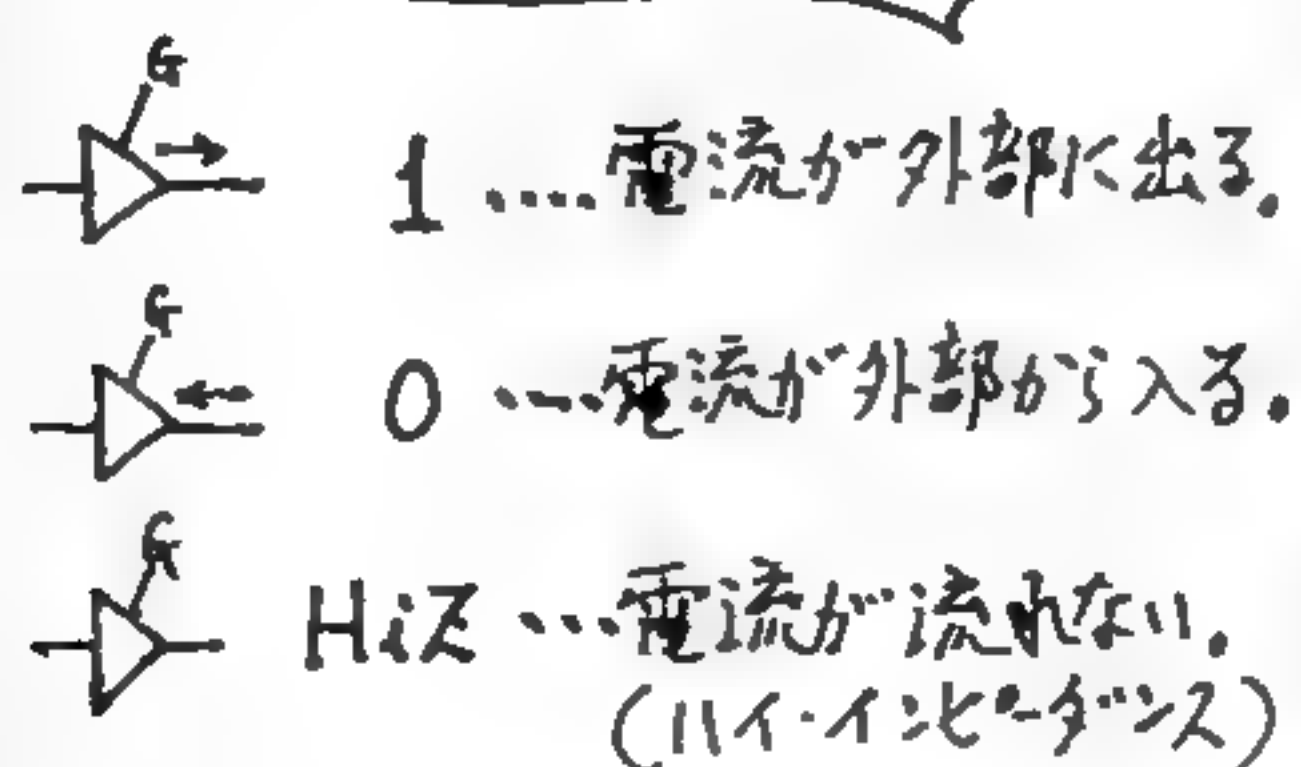 G
1 ....電流が外部に出る.
G
0 ....電流が外部から入る.
G
HiZ ...電流が流れない.
(ハイ・インピーダンス)